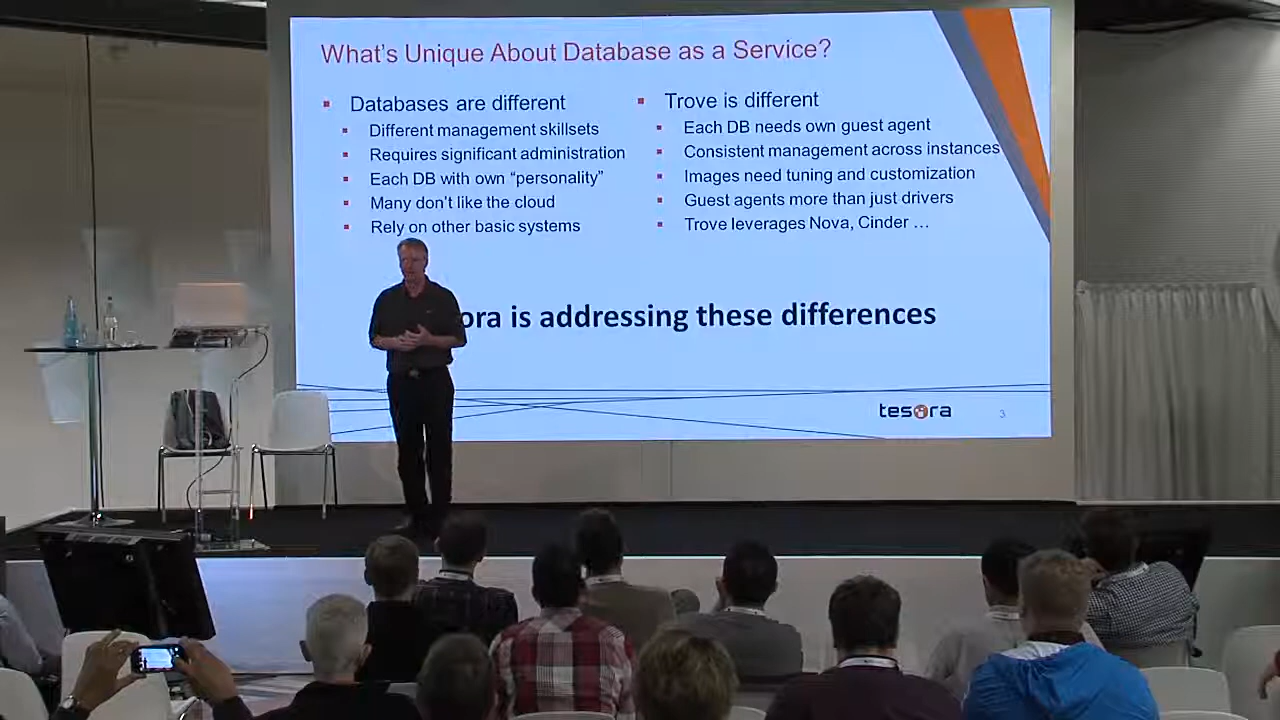 What's Unique About Database as a Service?
Databases are different
Different management skillsets
Requires significant administration
Each DB with own "personality"
Many don't like the cloud
Rely on other basic systems
Trove is different
Each DB needs own guest agent
Consistent management across instances
Images need tuning and customization
Guest agents more than just drivers
Trove leverages Nova, Cinder …
ora is addressing these differences
tesora
3